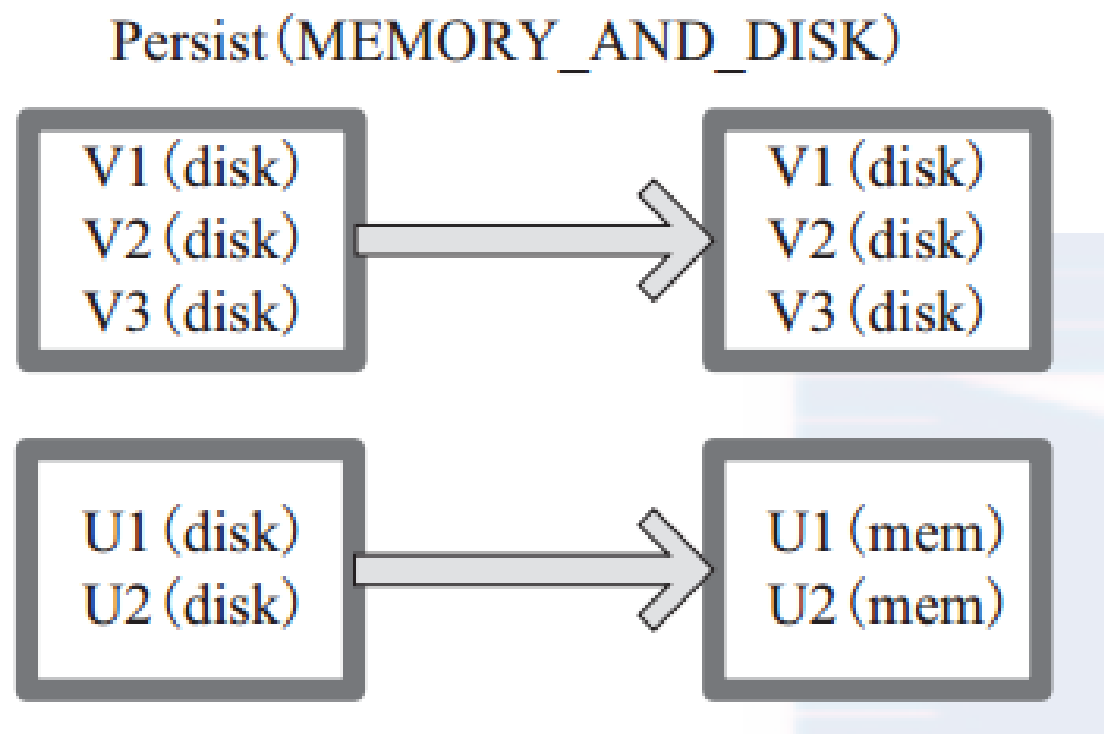 Persist(MEMORY_AND_DISK)
V1(disk)
V2(disk)
V3(disk)
V1(disk)
V2(disk)
V3(disk)
U1(disk)
U2(disk)
U1(mem)
U2(mem)